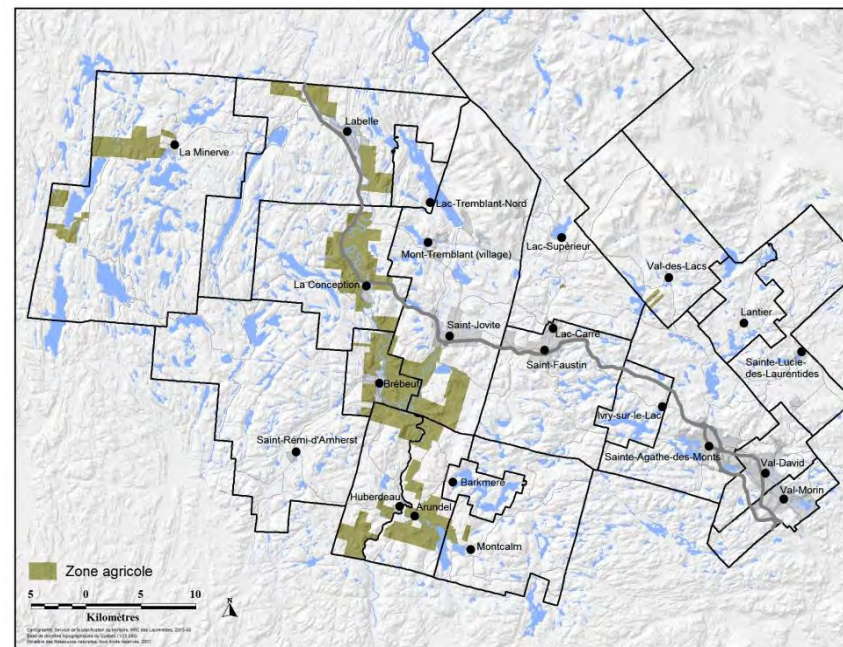 Labelle
La Minerve
Lac-Tremblant-Nord
Mont-Tremblant (village)
Lac-Supérieur
Val-des-Lacs
La Conception
Lantier
Saint-Jovite
Lac-Carré
Saint-Faustin
Sainte-Lucie-
des-Laurentides
Brébeuf
Ivry-sur-le-Lac
Saint-Rémi-d'Amherst
Sainte-Agathe-des-Monts
Val-David
Barkmere
Val-Morin
Huberdeau
Arundel
Montcalm
Zone agricole
5 0 5 10
Kilomètres
N